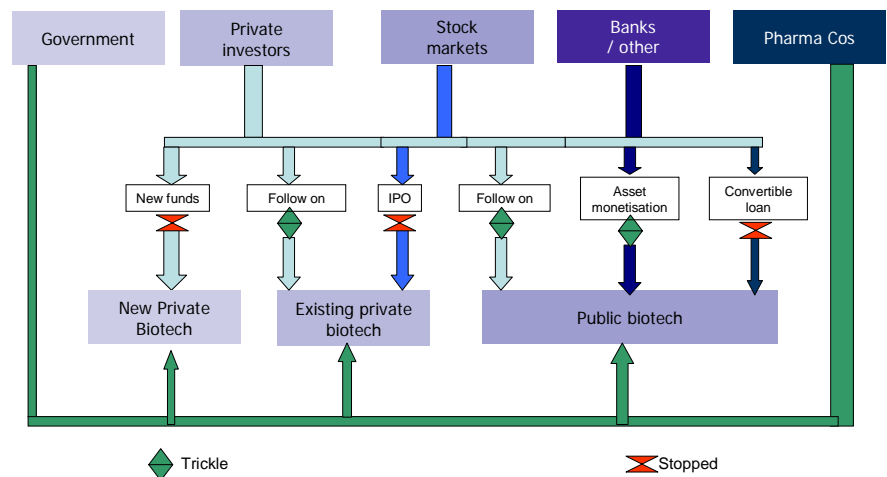 Government
Private
investors
Stock
markets
Banks
/ other
Pharma Cos
New funds
Follow on
IPO
Follow on
Asset
monetisation
Convertible
loan
New Private
Biotech
Existing private
biotech
Public biotech
Trickle
Stopped